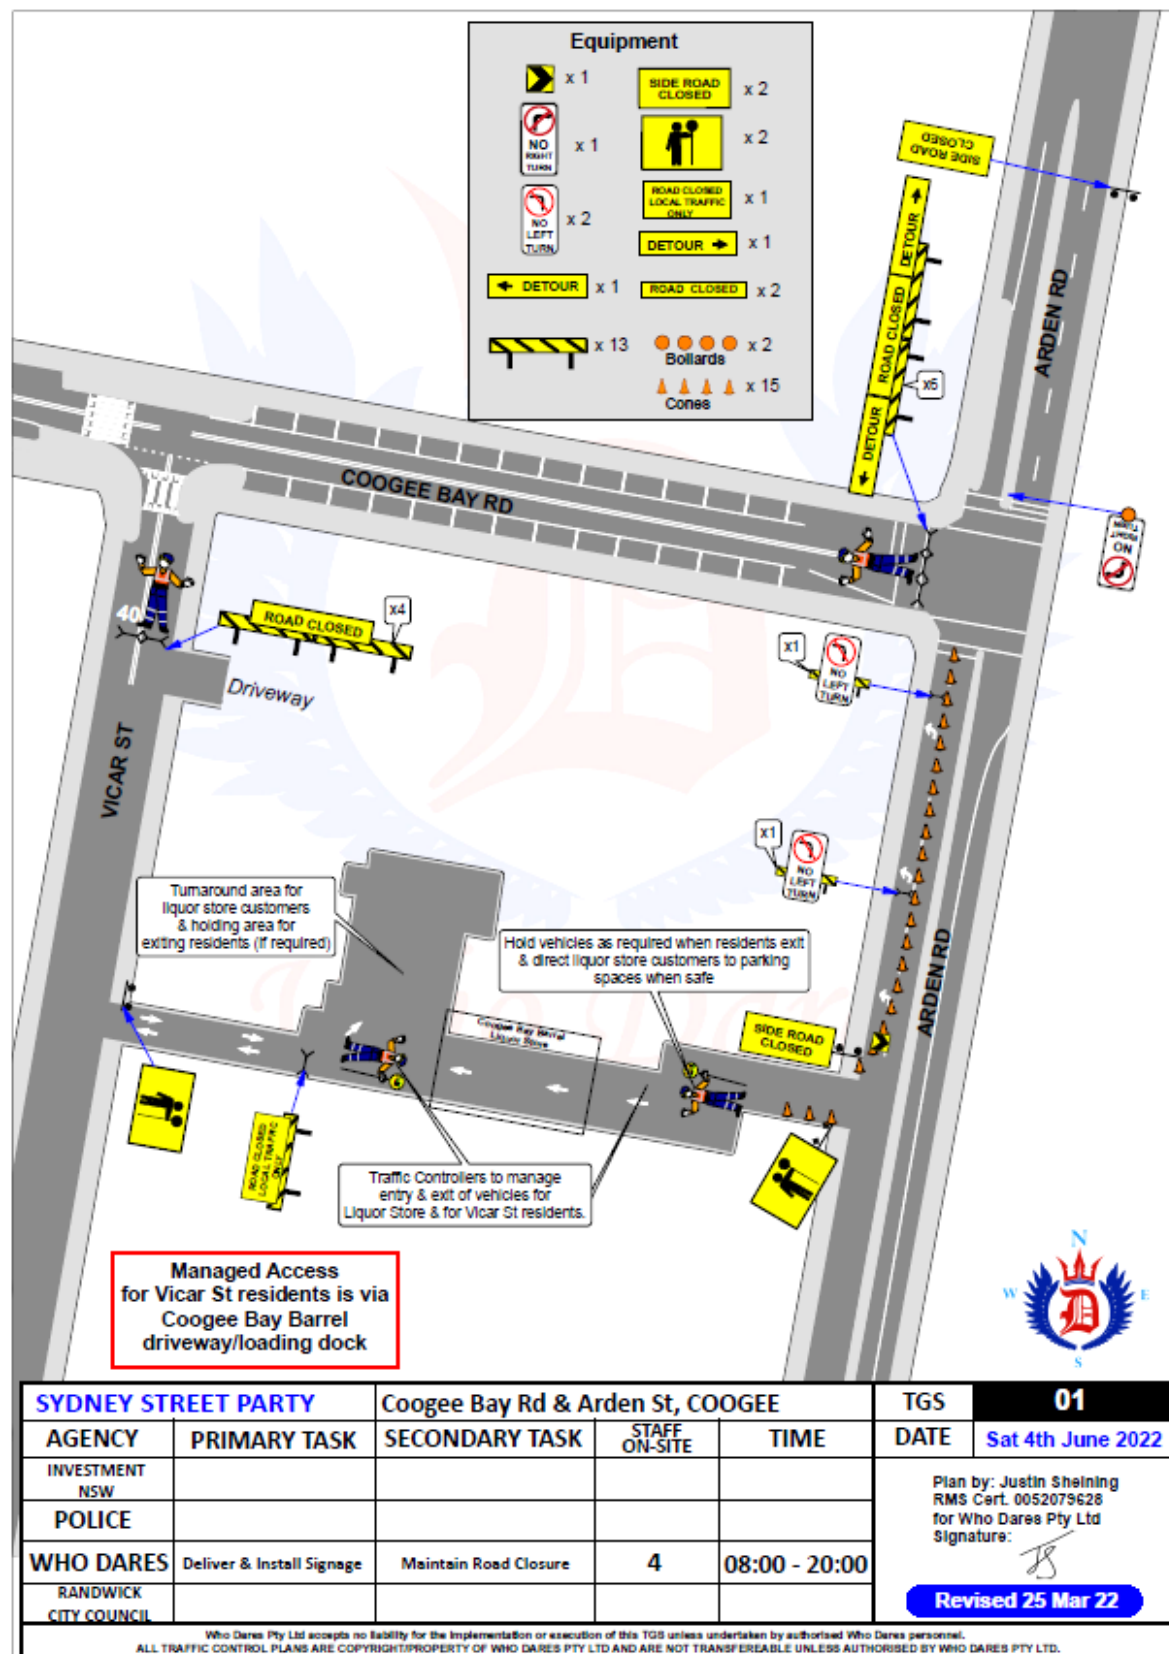 Equipment
x 1
SIDE ROAD
CLOSED
x 2
NO
RIGHT
TURN
x 1
x 2
NO
LEFT
TURN
x 2
ROAD CLOSED
LOCAL TRAFFIC
ONLY
x 1
DETOUR
x 1
DETOUR
x 1
ROAD CLOSED
x 2
x 13
Bollards
x 2
Cones
x 15
SIDE ROAD
CLOSED
DETOUR
ROAD CLOSED
DETOUR
x6
ARDEN RD
COOGEE BAY RD
NO
RIGHT
TURN
40
ROAD CLOSED
x4
Driveway
VICAR ST
x1
NO
LEFT
TURN
x1
NO
LEFT
TURN
ARDEN RD
Turnaround area for
liquor store customers
& holding area for
exiting residents (if required)
Hold vehicles as required when residents exit
& direct liquor store customers to parking
spaces when safe
Coogee Bay Barrel
Liquor Store
SIDE ROAD
CLOSED
ROAD CLOSED
LOCAL TRAFFIC
ONLY
Traffic Controllers to manage
entry & exit of vehicles for
Liquor Store & for Vicar St residents.
Managed Access
for Vicar St residents is via
Coogee Bay Barrel
driveway/loading dock
N
W
E
S
D
SYDNEY STREET PARTY
Coogee Bay Rd & Arden St, COOGEE
TGS
01
AGENCY
PRIMARY TASK
SECONDARY TASK
STAFF
ON-SITE
TIME
DATE
Sat 4th June 2022
INVESTMENT
NSW
POLICE
WHO DARES
Deliver & Install Signage
Maintain Road Closure
4
08:00 - 20:00
RANDWICK
CITY COUNCIL
Plan by: Justin Sheining
RMS Cert. 0052079628
for Who Dares Pty Ltd
Signature:
JS
Revised 25 Mar 22
Who Dares Pty Ltd accepts no liability for the implementation or execution of this TGS unless undertaken by authorised Who Dares personnel.
ALL TRAFFIC CONTROL PLANS ARE COPYRIGHT/PROPERTY OF WHO DARES PTY LTD AND ARE NOT TRANSFEREABLE UNLESS AUTHORISED BY WHO DARES PTY LTD.